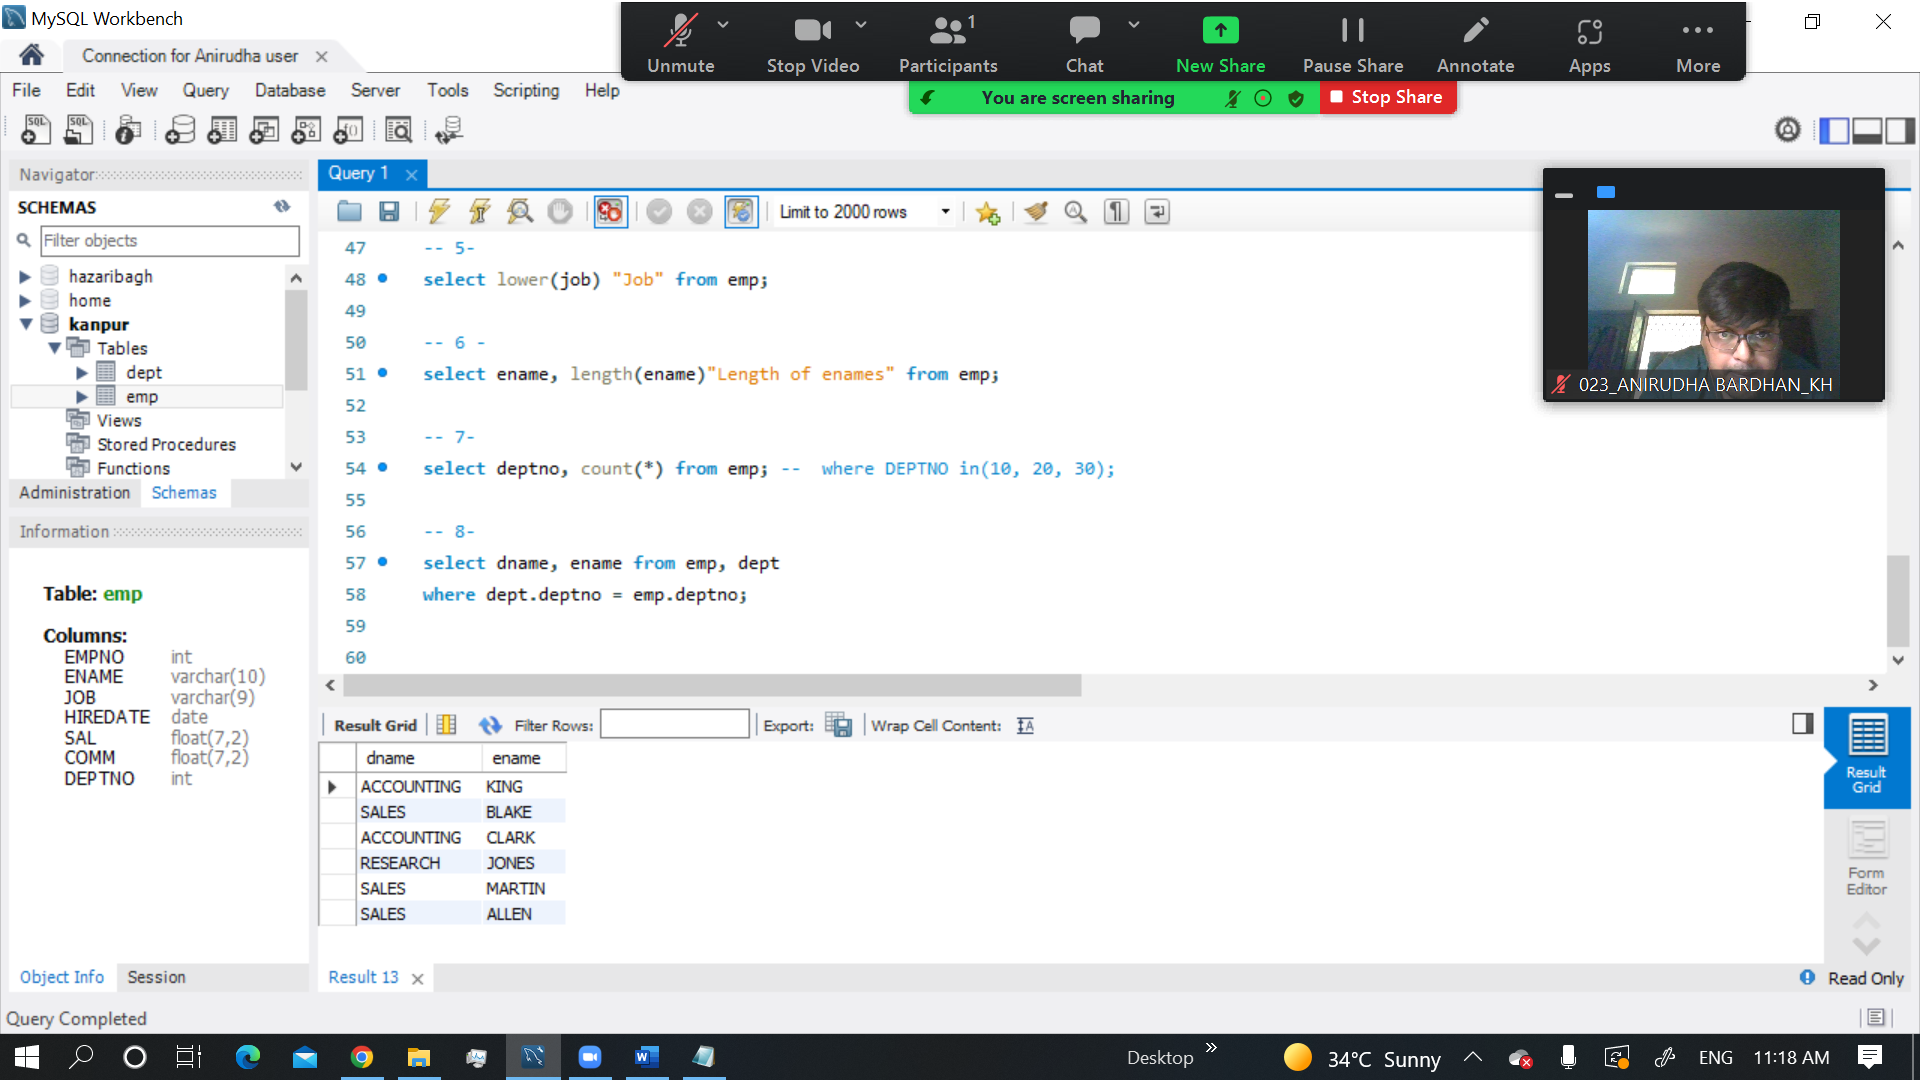 MySQL Workbench
Connection for Anirudha user
Unmute
Stop Video
Participants
1
Chat
New Share
Pause Share
Annotate
Apps
More
You are screen sharing
Stop Share
File Edit View Query Database Server Tools Scripting Help
Navigator
SCHEMAS
Filter objects
hazaribagh
home
kanpur
Tables
dept
emp
Views
Stored Procedures
Functions
Administration Schemas
Information
Table: emp
Columns:
EMPNO int
ENAME varchar(10)
JOB varchar(9)
HIREDATE date
SAL float(7,2)
COMM float(7,2)
DEPTNO int
Object Info Session
Query 1
Limit to 2000 rows
47 -- 5-
48 select lower(job) "Job" from emp;
49
50 -- 6 -
51 select ename, length(ename)"Length of enames" from emp;
52
53 -- 7-
54 select deptno, count(*) from emp; -- where DEPTNO in(10, 20, 30);
55
56 -- 8-
57 select dname, ename from emp, dept
58 where dept.deptno = emp.deptno;
59
60
023_ANIRUDHA BARDHAN_KH
Result Grid Filter Rows: Export: Wrap Cell Content:
dname ename
ACCOUNTING KING
SALES BLAKE
ACCOUNTING CLARK
RESEARCH JONES
SALES MARTIN
SALES ALLEN
Result Grid
Form Editor
Result 13
Read Only
Query Completed
Desktop
34°C Sunny
ENG
11:18 AM